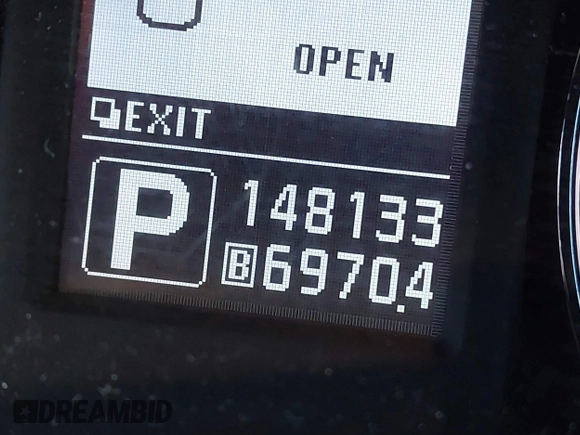 OPEN
EXIT
P
148133
B 6970.4
DREAMBID